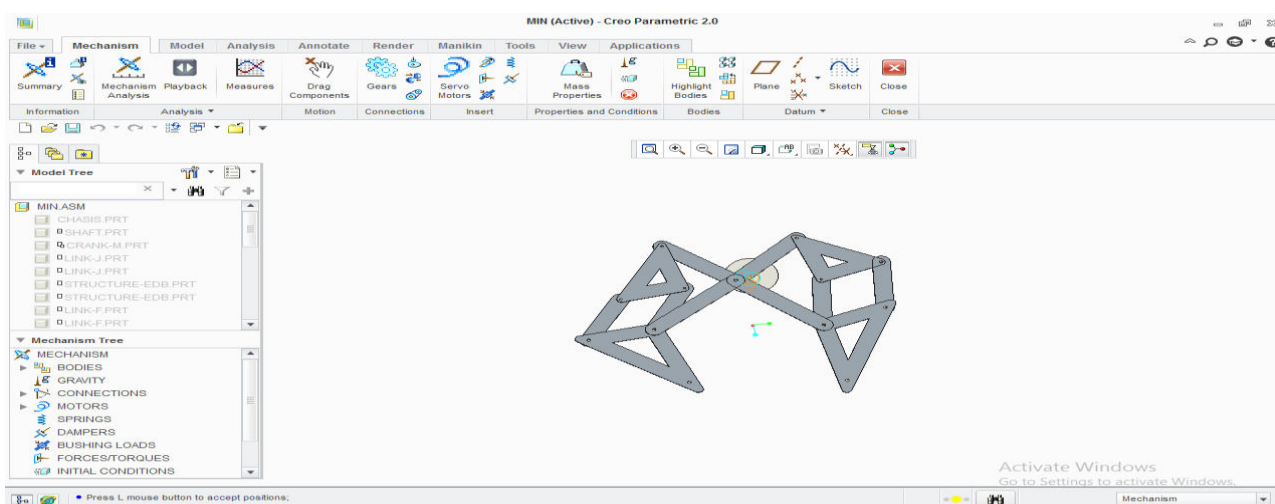 MIN (Active) - Creo Parametric 2.0
File Mechanism Model Analysis Annotate Render Manikin Tools View Applications
Summary Mechanism Analysis Playback Measures Drag Components Gears Servo Motors Mass Properties Highlight Bodies Plane Sketch Close
Information Analysis Motion Connections Insert Properties and Conditions Bodies Datum Close
Model Tree
MIN.ASM
CHASIS.PRT
SHAFT.PRT
CRANK-M.PRT
LINK-J.PRT
LINK-J.PRT
STRUCTURE-EDB.PRT
STRUCTURE-EDB.PRT
LINK-F.PRT
LINK-F.PRT
Mechanism Tree
MECHANISM
BODIES
GRAVITY
CONNECTIONS
MOTORS
SPRINGS
DAMPERS
BUSHING LOADS
FORCES/TORQUES
INITIAL CONDITIONS
Activate Windows
Go to Settings to activate Windows.
Press L mouse button to accept positions;
Mechanism